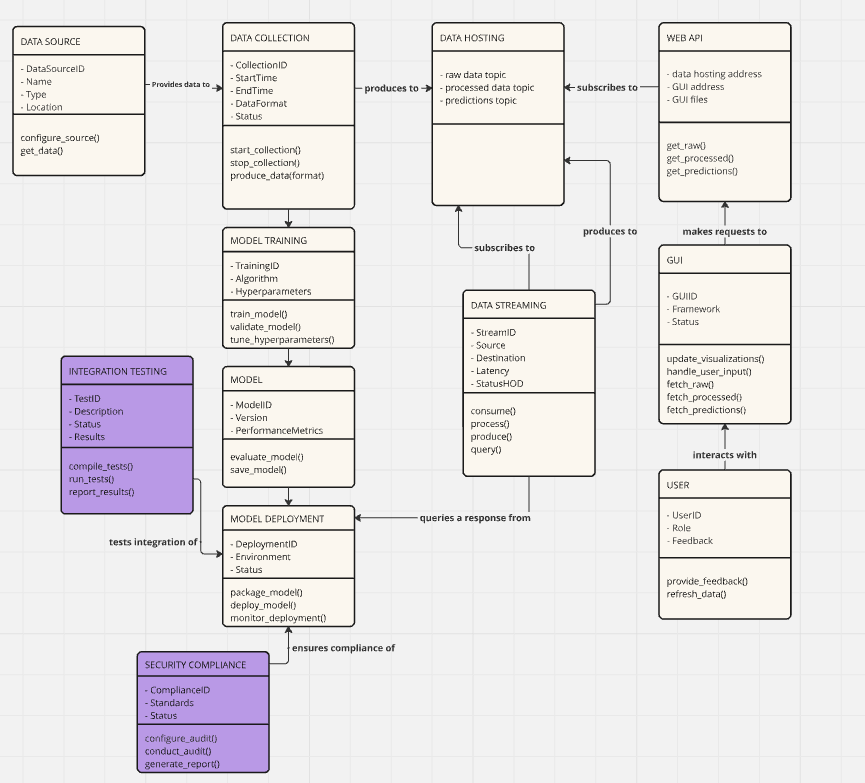 DATA SOURCE
- DataSourceID
- Name
- Type
- Location
configure_source()
get_data()
Provides data to
DATA COLLECTION
- CollectionID
- StartTime
- EndTime
- DataFormat
- Status
start_collection()
stop_collection()
produce_data(format)
produces to
DATA HOSTING
- raw data topic
- processed data topic
- predictions topic
subscribes to
WEB API
- data hosting address
- GUI address
- GUI files
get_raw()
get_processed()
get_predictions()
MODEL TRAINING
- TrainingID
- Algorithm
- Hyperparameters
train_model()
validate_model()
tune_hyperparameters()
subscribes to
produces to
makes requests to
DATA STREAMING
- StreamID
- Source
- Destination
- Latency
- StatusHOD
consume()
process()
produce()
query()
GUI
- GUIID
- Framework
- Status
update_visualizations()
handle_user_input()
fetch_raw()
fetch_processed()
fetch_predictions()
INTEGRATION TESTING
- TestID
- Description
- Status
- Results
compile_tests()
run_tests()
report_results()
MODEL
- ModelID
- Version
- PerformanceMetrics
evaluate_model()
save_model()
interacts with
USER
- UserID
- Role
- Feedback
provide_feedback()
refresh_data()
tests integration of
MODEL DEPLOYMENT
- DeploymentID
- Environment
- Status
package_model()
deploy_model()
monitor_deployment()
queries a response from
ensures compliance of
SECURITY COMPLIANCE
- ComplianceID
- Standards
- Status
configure_audit()
conduct_audit()
generate_report()